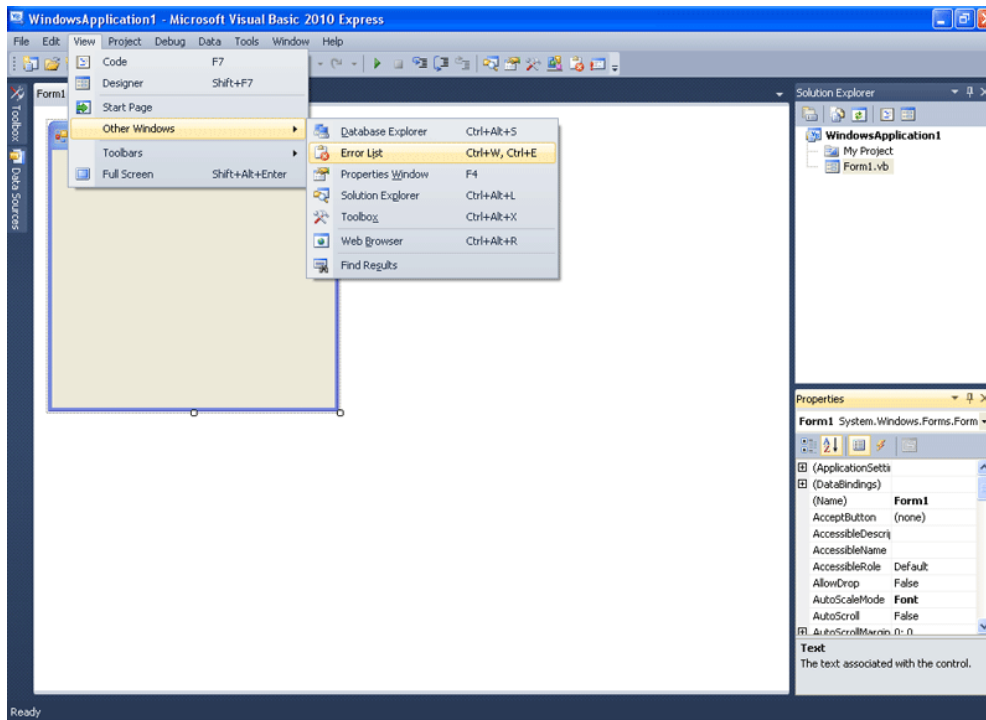 WindowsApplication1 - Microsoft Visual Basic 2010 Express
File Edit View Project Debug Data Tools Window Help
Code F7
Designer Shift+F7
Start Page
Other Windows
Toolbars
Full Screen Shift+Alt+Enter
Form1
Toolbox
Data Sources
Database Explorer Ctrl+Alt+S
Error List Ctrl+W, Ctrl+E
Properties Window F4
Solution Explorer Ctrl+Alt+L
Toolbox Ctrl+Alt+X
Web Browser Ctrl+Alt+R
Find Results
Solution Explorer
WindowsApplication1
My Project
Form1.vb
Properties
Form1 System.Windows.Forms.Form
(ApplicationSetti
(DataBindings)
(Name) Form1
AcceptButton (none)
AccessibleDescrip
AccessibleName
AccessibleRole Default
AllowDrop False
AutoScaleMode Font
AutoScroll False
AutoScrollMargin 0; 0
Text
The text associated with the control.
Ready